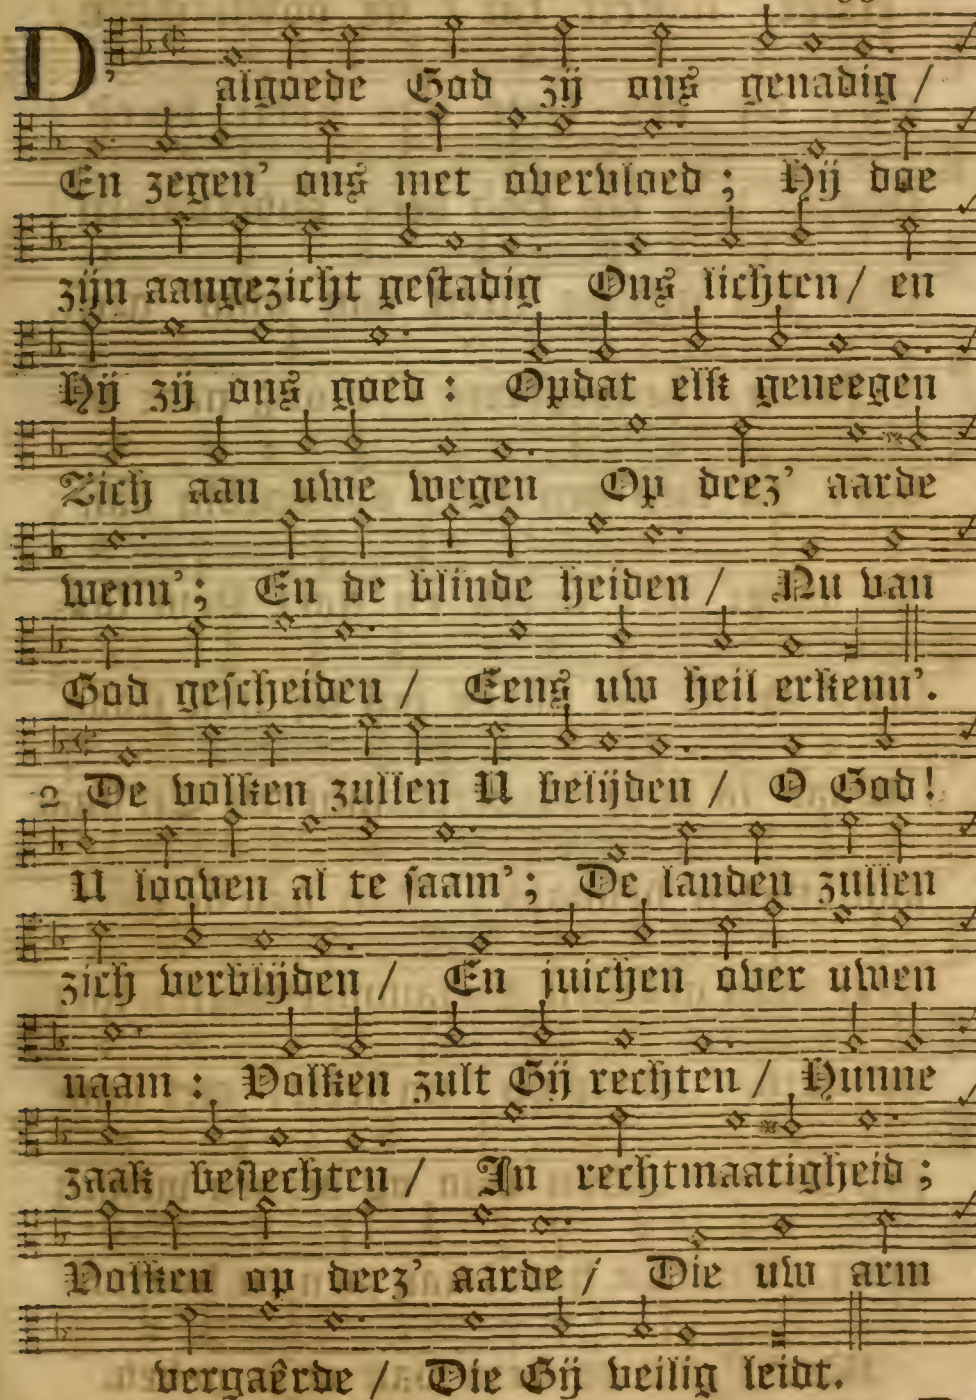 D' algoede God zij ons genadig /
En zegen' ons met overvloed ; Hij doe
zijn aangezicht gestadig Ons lichten / en
Hij zij ons goed : Opdat elk geneegen
Zich aan uwe wegen Op deez' aarde
wenn' ; En de blinde heiden / Nu van
God gescheiden / Eens uw heil erkenn'.
2 De volken zullen U belijden / O God!
U looven al te saam' ; De landen zullen
zich verblijden / En juichen over uwen
naam : Volken zult Gij rechten / Hunne
zaak beslechten / In rechtmaatigheid ;
Volken op deez' aarde / Die uw arm
vergaêrde / Die Gij veilig leidt.